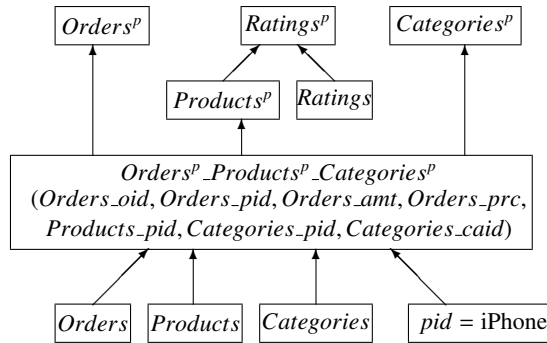 Orders^p Ratings^p Categories^p
Products^p Ratings
Orders^p_Products^p_Categories^p
(Orders_oid, Orders_pid, Orders_amt, Orders_prc,
Products_pid, Categories_pid, Categories_caid)
Orders Products Categories pid = iPhone